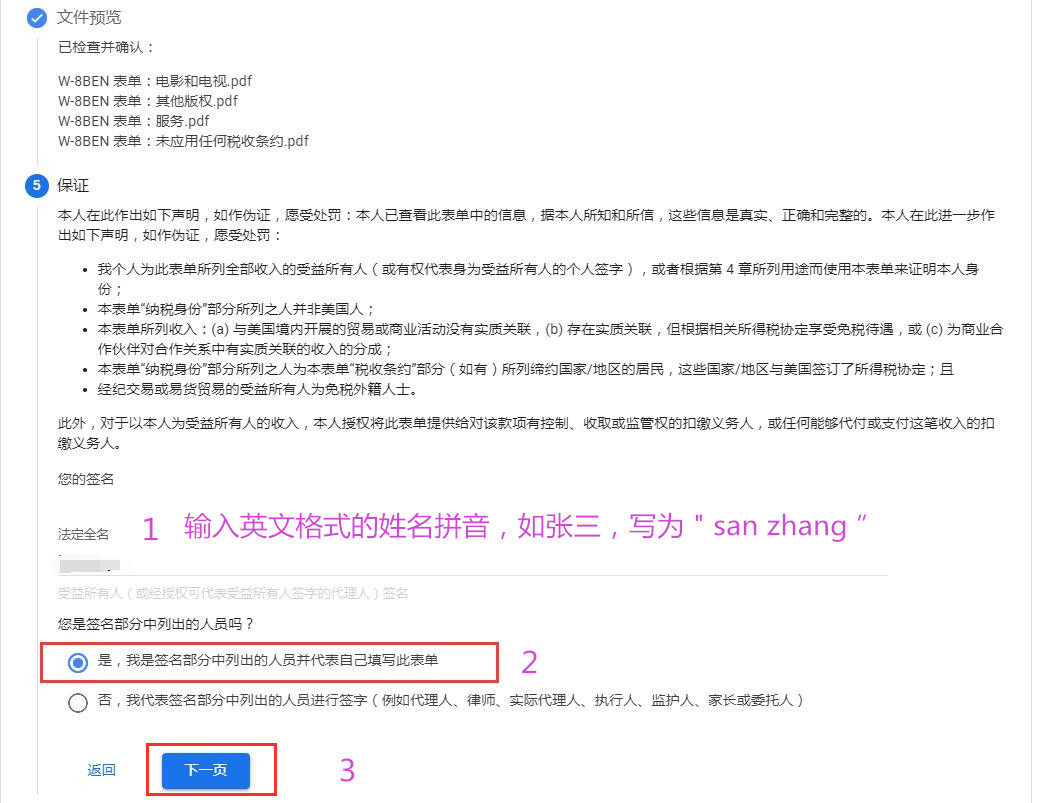 文件预览
已检查并确认：
W-8BEN 表单：电影和电视.pdf
W-8BEN 表单：其他版权.pdf
W-8BEN 表单：服务.pdf
W-8BEN 表单：未应用任何税收条约.pdf
5 保证
本人在此作出如下声明，如作伪证，愿受处罚：本人已查看此表单中的信息，据本人所知和所信，这些信息是真实、正确和完整的。本人在此进一步作
出如下声明，如作伪证，愿受处罚：
• 我个人为此表单所列全部收入的受益所有人（或有权代表身为受益所有人的个人签字），或者根据第 4 章所列用途而使用本表单来证明本人身
份；
• 本表单“纳税身份”部分所列之人并非美国人；
• 本表单所列收入：(a) 与美国境内开展的贸易或商业活动没有实质关联，(b) 存在实质关联，但根据相关所得税协定享受免税待遇，或 (c) 为商业合
作伙伴对合作关系中有实质关联的收入的分成；
• 本表单“纳税身份”部分所列之人为本表单“税收条约”部分（如有）所列缔约国家/地区的居民，这些国家/地区与美国签订了所得税协定；且
• 经纪交易或易货贸易的受益所有人为免税外籍人士。
此外，对于以本人为受益所有人的收入，本人授权将此表单提供给对该款项有控制、收取或监管权的扣缴义务人，或任何能够代付或支付这笔收入的扣
缴义务人。
您的签名
法定全名 1 输入英文格式的姓名拼音，如张三，写为 " san zhang ”
受益所有人（或经授权可代表受益所有人签字的代理人）签名
您是签名部分中列出的人员吗？
是，我是签名部分中列出的人员并代表自己填写此表单 2
否，我代表签名部分中列出的人员进行签字（例如代理人、律师、实际代理人、执行人、监护人、家长或委托人）
返回 下一页 3